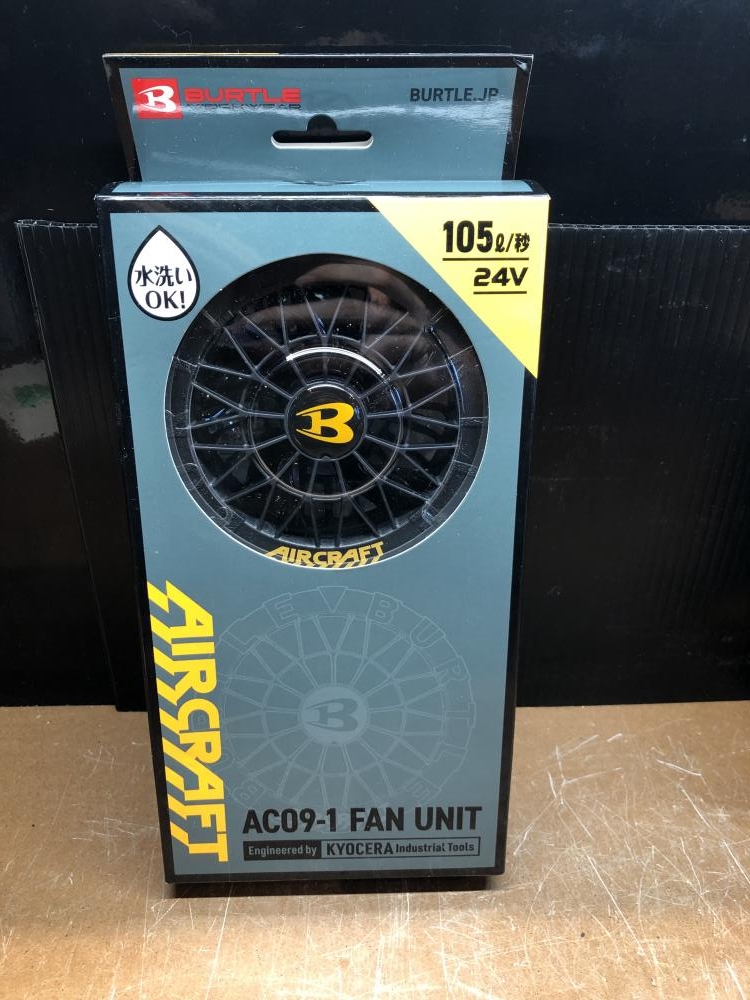 B BURTLE
WORKWEAR
BURTLE.JP
105ℓ/秒
24V
水洗い
OK!
B
AIRCRAFT
AIRCRAFT
B
AC09-1 FAN UNIT
Engineered by KYOCERA Industrial Tools